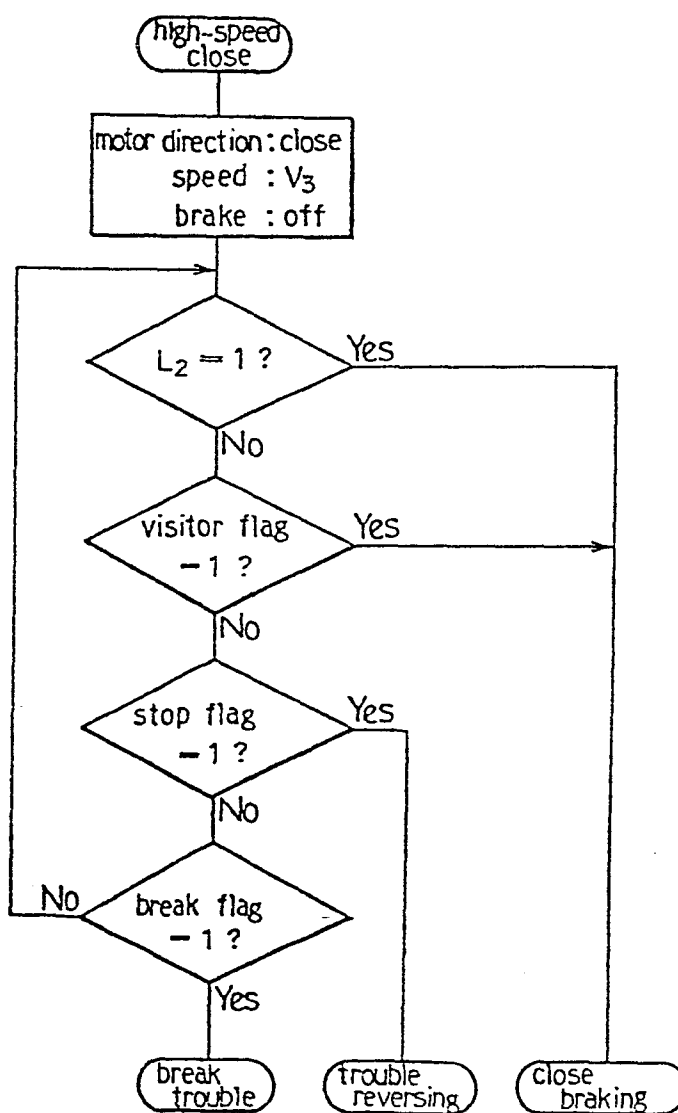 high-speed
close
motor direction : close
speed : V₃
brake : off
L₂ = 1 ?
Yes
No
visitor flag
– 1 ?
Yes
No
stop flag
– 1 ?
Yes
No
break flag
– 1 ?
No
Yes
break
trouble
trouble
reversing
close
braking